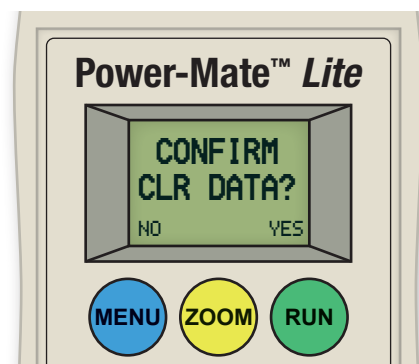 Power-Mate™ Lite
CONFIRM
CLR DATA?
NO YES
MENU ZOOM RUN